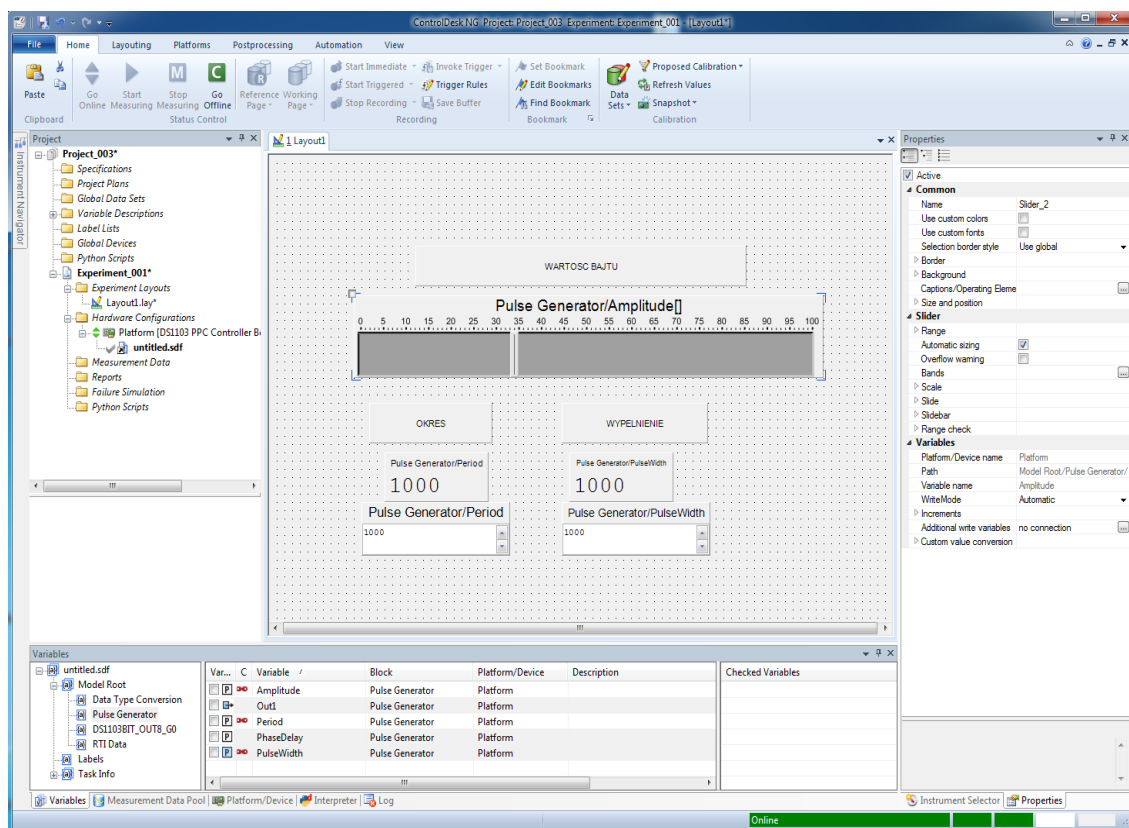 ControlDesk NG Project: Project_003 Experiment: Experiment_001 - [Layout1*]
File Home Layouting Platforms Postprocessing Automation View
Paste
Clipboard
Go Online
Start Measuring
Stop Measuring
Go Offline
Status Control
Reference Page
Working Page
Start Immediate
Start Triggered
Stop Recording
Invoke Trigger
Trigger Rules
Save Buffer
Recording
Set Bookmark
Edit Bookmarks
Find Bookmark
Bookmark
Data Sets
Proposed Calibration
Refresh Values
Snapshot
Calibration
Instrument Navigator
Project
Project_003*
Specifications
Project Plans
Global Data Sets
Variable Descriptions
Label Lists
Global Devices
Python Scripts
Experiment_001*
Experiment Layouts
Layout1.lay*
Hardware Configurations
Platform [DS1103 PPC Controller B
untitled.sdf
Measurement Data
Reports
Failure Simulation
Python Scripts
1 Layout1
WARTOSC BAJTU
Pulse Generator/Amplitude[]
0 5 10 15 20 25 30 35 40 45 50 55 60 65 70 75 80 85 90 95 100
OKRES
WYPELNIENIE
Pulse Generator/Period
1000
Pulse Generator/PulseWidth
1000
Pulse Generator/Period
1000
Pulse Generator/PulseWidth
1000
Properties
Active
Common
Name Slider_2
Use custom colors
Use custom fonts
Selection border style Use global
Border
Background
Captions/Operating Eleme
Size and position
Slider
Range
Automatic sizing
Overflow warning
Bands
Scale
Slide
Slidebar
Range check
Variables
Platform/Device name Platform
Path Model Root/Pulse Generator/
Variable name Amplitude
WriteMode Automatic
Increments
Additional write variables no connection
Custom value conversion
Variables
untitled.sdf
Model Root
Data Type Conversion
Pulse Generator
DS1103BIT_OUT8_G0
RTI Data
Labels
Task Info
Var... C Variable Block Platform/Device Description
P Amplitude Pulse Generator Platform
Out1 Pulse Generator Platform
P Period Pulse Generator Platform
P PhaseDelay Pulse Generator Platform
P PulseWidth Pulse Generator Platform
Checked Variables
Variables Measurement Data Pool Platform/Device Interpreter Log
Instrument Selector Properties
Online